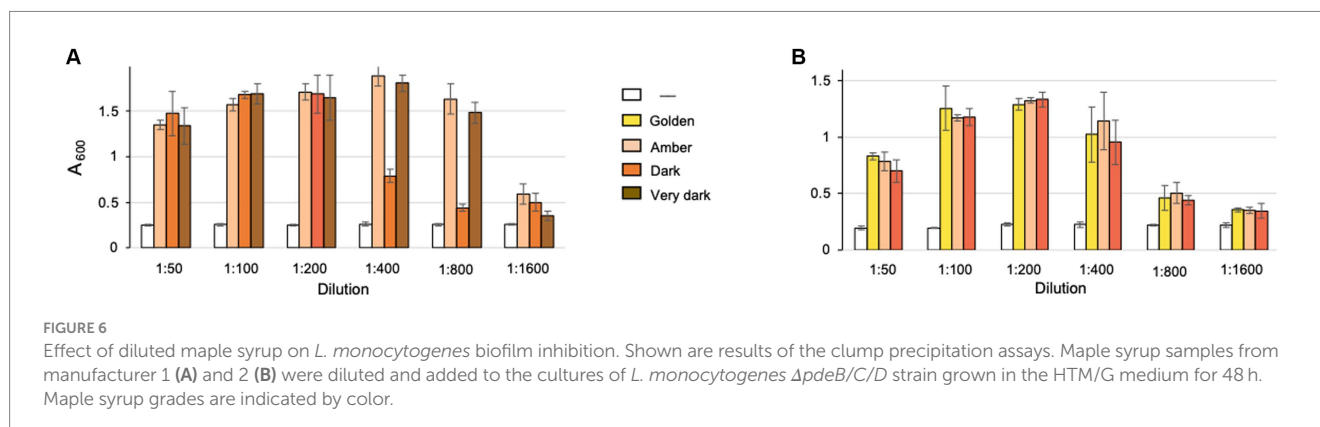 A
A600
1.5
1
0.5
0
1:50 1:100 1:200 1:400 1:800 1:1600
Dilution
—
Golden
Amber
Dark
Very dark
B
1.5
1
0.5
0
1:50 1:100 1:200 1:400 1:800 1:1600
Dilution
FIGURE 6
Effect of diluted maple syrup on L. monocytogenes biofilm inhibition. Shown are results of the clump precipitation assays. Maple syrup samples from
manufacturer 1 (A) and 2 (B) were diluted and added to the cultures of L. monocytogenes ΔpdeB/C/D strain grown in the HTM/G medium for 48 h.
Maple syrup grades are indicated by color.